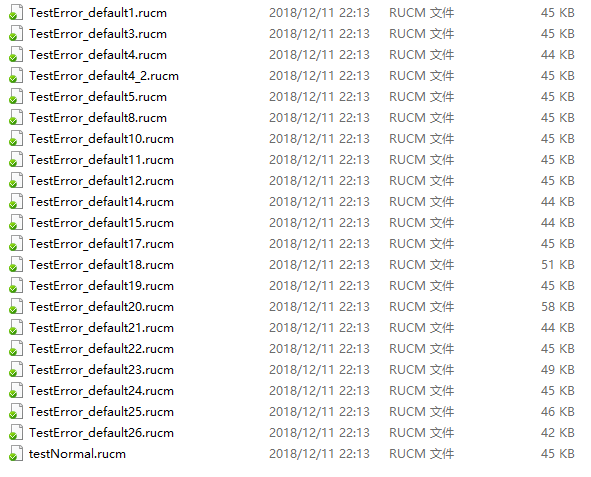 TestError_default1.rucm 2018/12/11 22:13 RUCM 文件 45 KB
TestError_default3.rucm 2018/12/11 22:13 RUCM 文件 45 KB
TestError_default4.rucm 2018/12/11 22:13 RUCM 文件 44 KB
TestError_default4_2.rucm 2018/12/11 22:13 RUCM 文件 45 KB
TestError_default5.rucm 2018/12/11 22:13 RUCM 文件 45 KB
TestError_default8.rucm 2018/12/11 22:13 RUCM 文件 45 KB
TestError_default10.rucm 2018/12/11 22:13 RUCM 文件 45 KB
TestError_default11.rucm 2018/12/11 22:13 RUCM 文件 45 KB
TestError_default12.rucm 2018/12/11 22:13 RUCM 文件 45 KB
TestError_default14.rucm 2018/12/11 22:13 RUCM 文件 44 KB
TestError_default15.rucm 2018/12/11 22:13 RUCM 文件 44 KB
TestError_default17.rucm 2018/12/11 22:13 RUCM 文件 45 KB
TestError_default18.rucm 2018/12/11 22:13 RUCM 文件 51 KB
TestError_default19.rucm 2018/12/11 22:13 RUCM 文件 45 KB
TestError_default20.rucm 2018/12/11 22:13 RUCM 文件 58 KB
TestError_default21.rucm 2018/12/11 22:13 RUCM 文件 44 KB
TestError_default22.rucm 2018/12/11 22:13 RUCM 文件 45 KB
TestError_default23.rucm 2018/12/11 22:13 RUCM 文件 49 KB
TestError_default24.rucm 2018/12/11 22:13 RUCM 文件 45 KB
TestError_default25.rucm 2018/12/11 22:13 RUCM 文件 46 KB
TestError_default26.rucm 2018/12/11 22:13 RUCM 文件 42 KB
testNormal.rucm 2018/12/11 22:13 RUCM 文件 45 KB